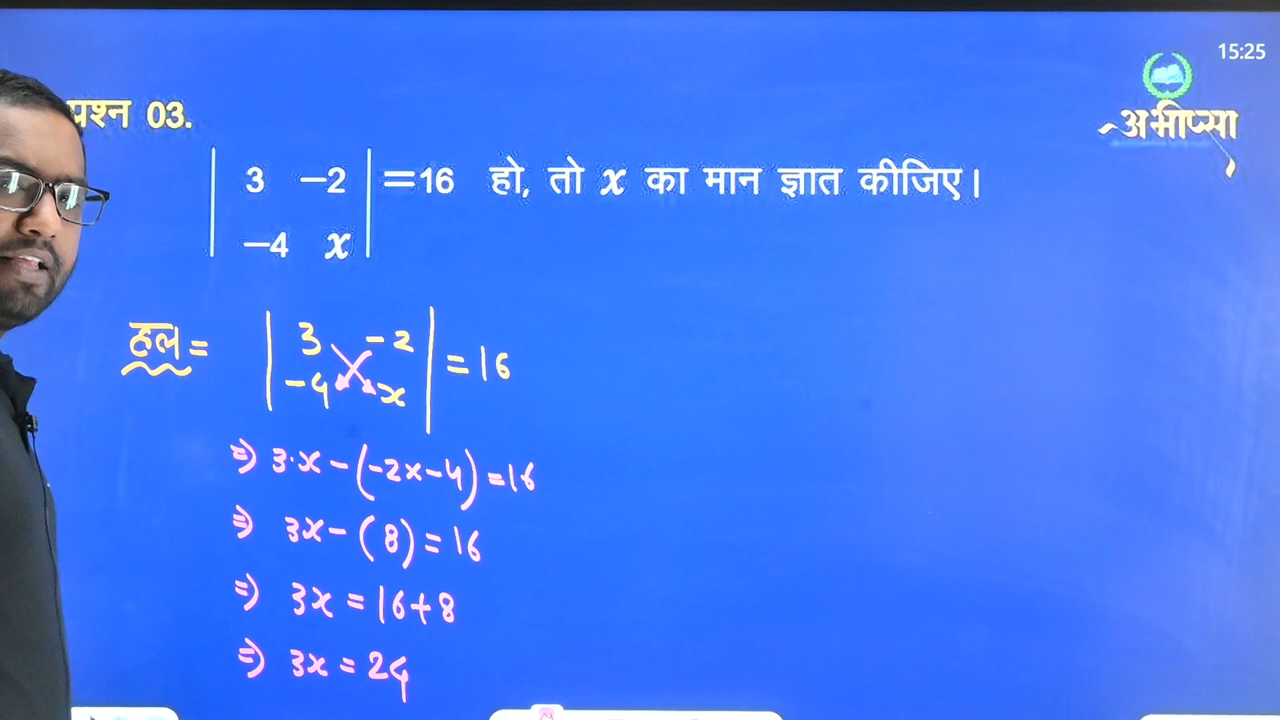 15:25
प्रश्न 03.
अभीप्सा
| 3 −2 | =16 हो, तो x का मान ज्ञात कीजिए।
| −4 x |
हल = | 3 -2 | = 16
| -4 x |
⇒ 3·x - (-2x-4) = 16
⇒ 3x - (8) = 16
⇒ 3x = 16+8
⇒ 3x = 24